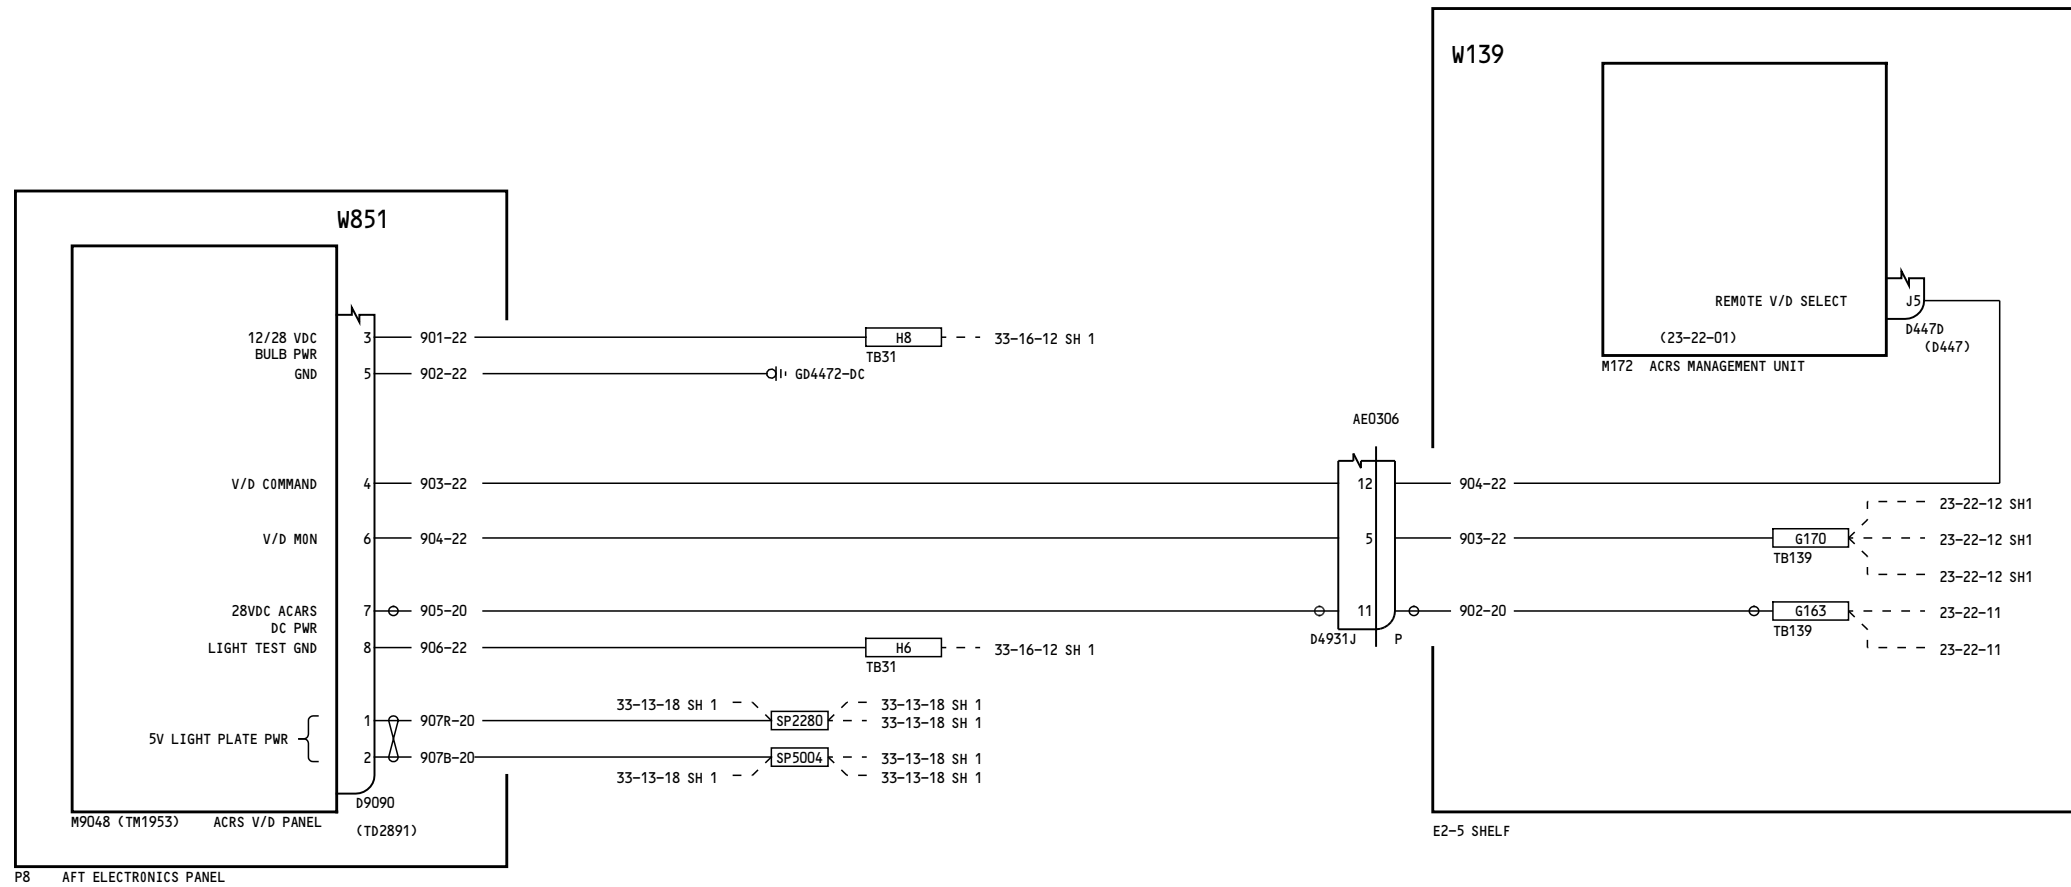 W139
W851
REMOTE V/D SELECT
J5
(23-22-01)
D447D
(D447)
M172 ACRS MANAGEMENT UNIT
12/28 VDC
BULB PWR
3
901-22
H8
TB31
33-16-12 SH 1
GND
5
902-22
GD4472-DC
AE0306
V/D COMMAND
4
903-22
12
904-22
V/D MON
6
904-22
5
903-22
G170
TB139
23-22-12 SH1
23-22-12 SH1
23-22-12 SH1
28VDC ACARS
DC PWR
7
905-20
11
902-20
G163
TB139
23-22-11
23-22-11
D4931J
P
LIGHT TEST GND
8
906-22
H6
TB31
33-16-12 SH 1
5V LIGHT PLATE PWR
1
907R-20
33-13-18 SH 1
SP2280
33-13-18 SH 1
33-13-18 SH 1
2
907B-20
33-13-18 SH 1
SP5004
33-13-18 SH 1
33-13-18 SH 1
D9090
(TD2891)
M9048 (TM1953) ACRS V/D PANEL
E2-5 SHELF
P8 AFT ELECTRONICS PANEL